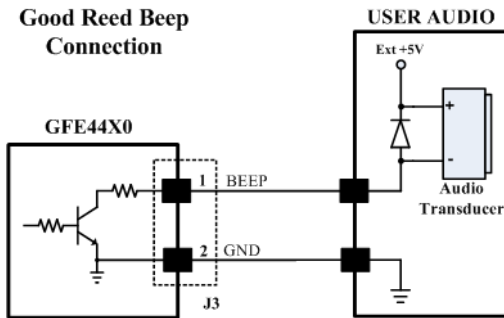 Good Reed Beep
Connection
USER AUDIO
Ext +5V
GFE44X0
+
-
1 BEEP
Audio
Transducer
2 GND
J3